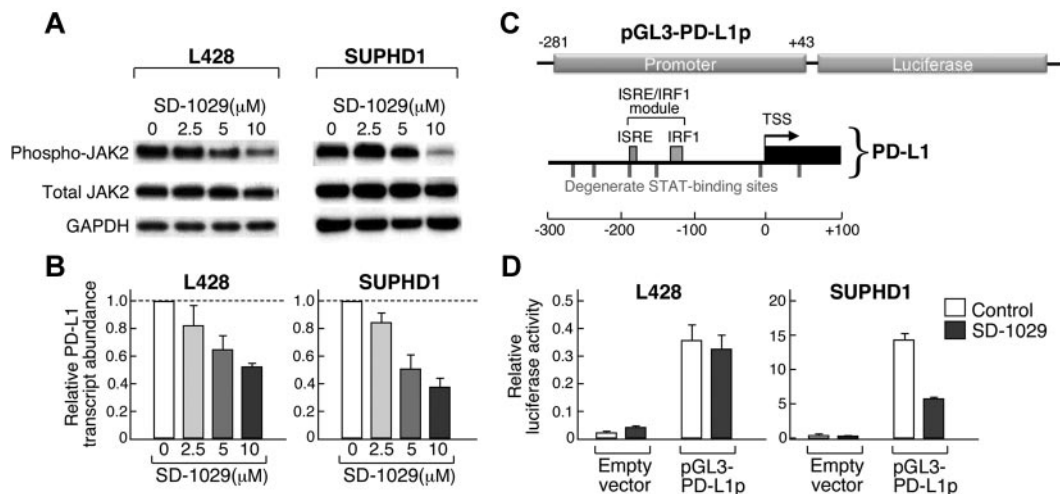 A
L428
SUPHD1
SD-1029(μM)
SD-1029(μM)
0 2.5 5 10
0 2.5 5 10
Phospho-JAK2
Total JAK2
GAPDH
B
L428
SUPHD1
Relative PD-L1
transcript abundance
1.0
0.8
0.6
0.4
0.2
0
1.0
0.8
0.6
0.4
0.2
0
0 2.5 5 10
0 2.5 5 10
SD-1029(μM)
SD-1029(μM)
C
pGL3-PD-L1p
-281
+43
Promoter
Luciferase
ISRE/IRF1
module
ISRE
IRF1
TSS
PD-L1
Degenerate STAT-binding sites
-300 -200 -100 0 +100
D
L428
SUPHD1
Control
SD-1029
Relative
luciferase activity
0.5
0.4
0.3
0.2
0.1
0
20
15
10
5
0
Empty
vector
pGL3-
PD-L1p
Empty
vector
pGL3-
PD-L1p